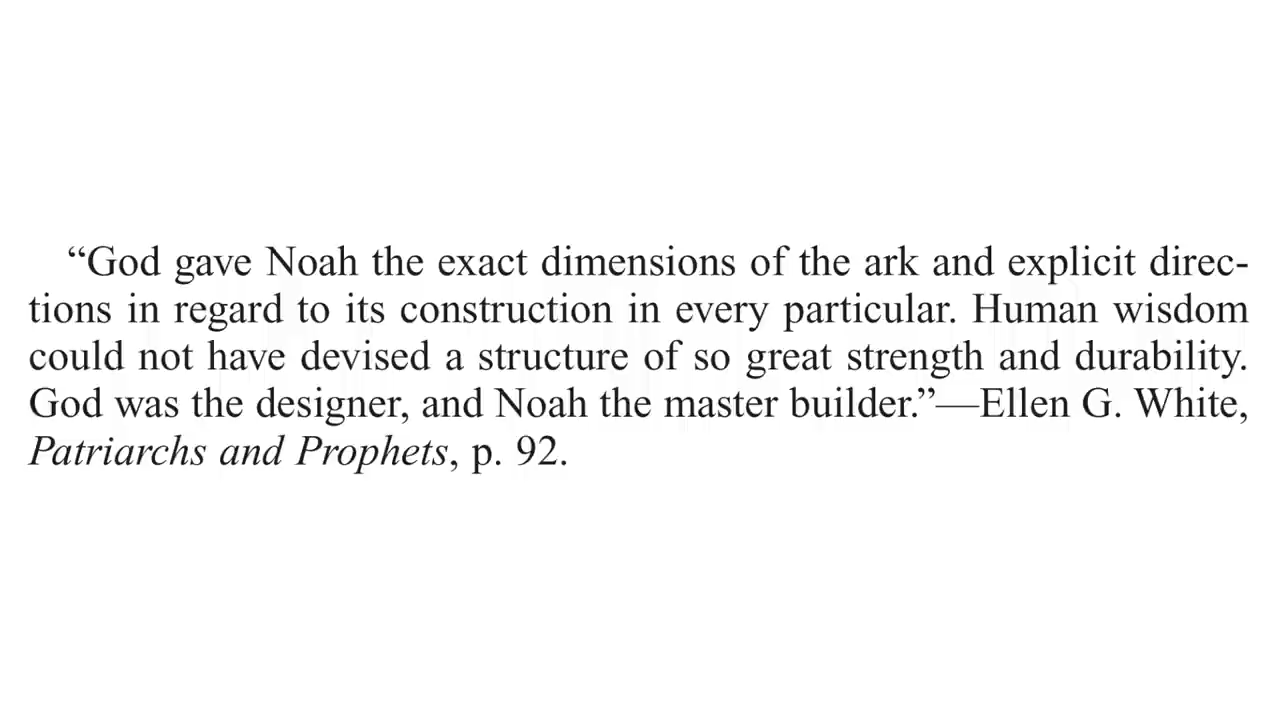 “God gave Noah the exact dimensions of the ark and explicit direc-
tions in regard to its construction in every particular. Human wisdom
could not have devised a structure of so great strength and durability.
God was the designer, and Noah the master builder.”—Ellen G. White,
Patriarchs and Prophets, p. 92.